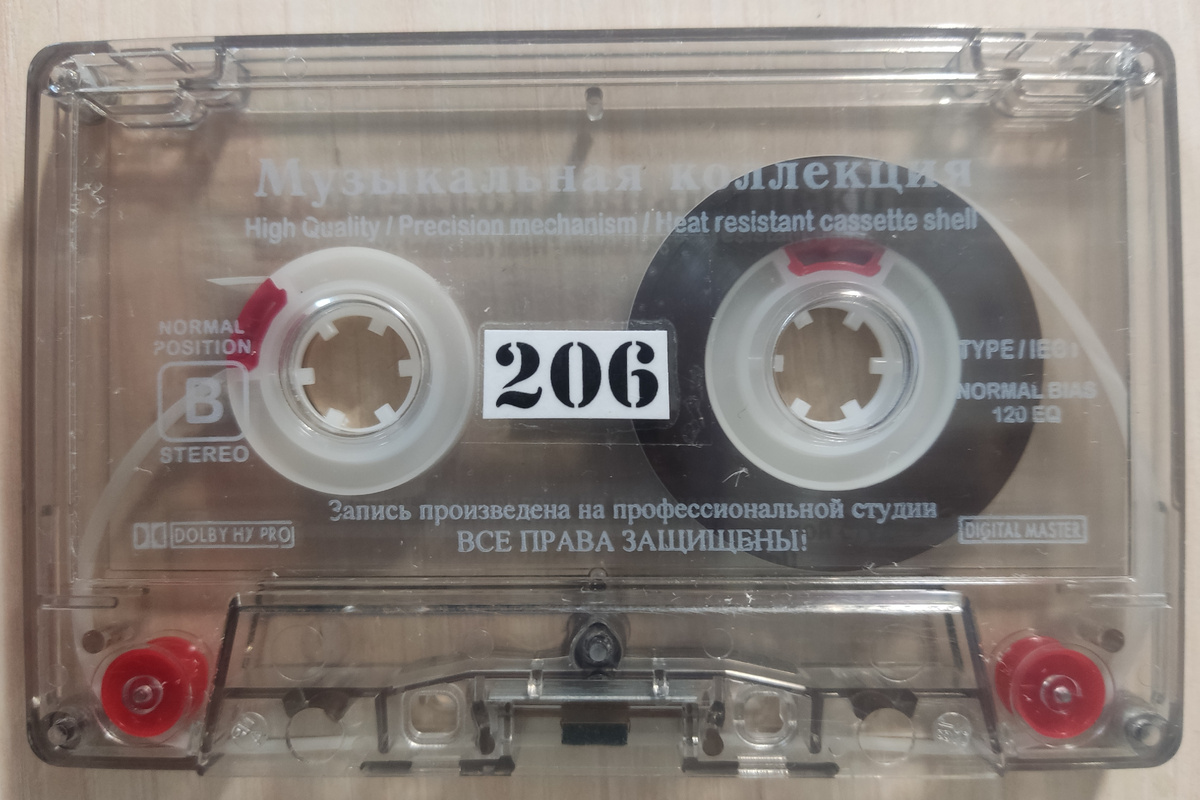 Музыкальная коллекция
High Quality / Precision mechanism / Heat resistant cassette shell
NORMAL
POSITION
B
STEREO
206
TYPE / IEC I
NORMAL BIAS
120 EQ
Запись произведена на профессиональной студии
ВСЕ ПРАВА ЗАЩИЩЕНЫ!
DOLBY HX PRO
DIGITAL MASTER